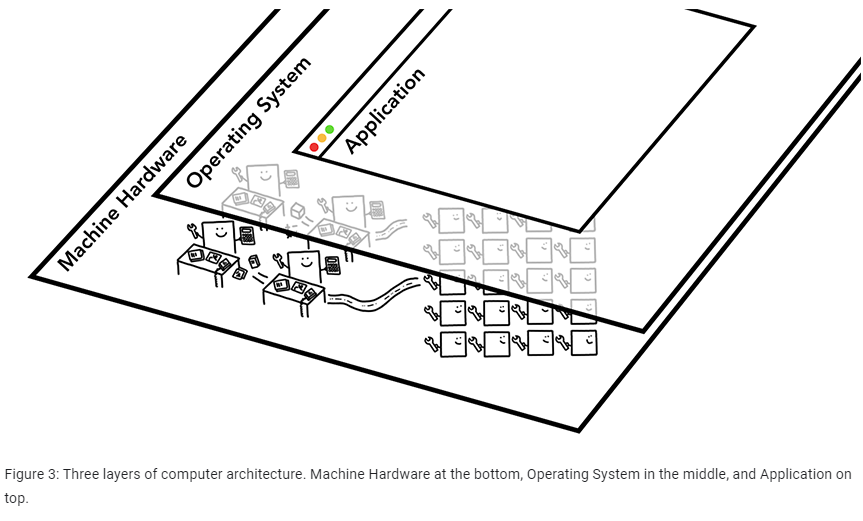 Machine Hardware
Operating System
Application
Figure 3: Three layers of computer architecture. Machine Hardware at the bottom, Operating System in the middle, and Application on
top.